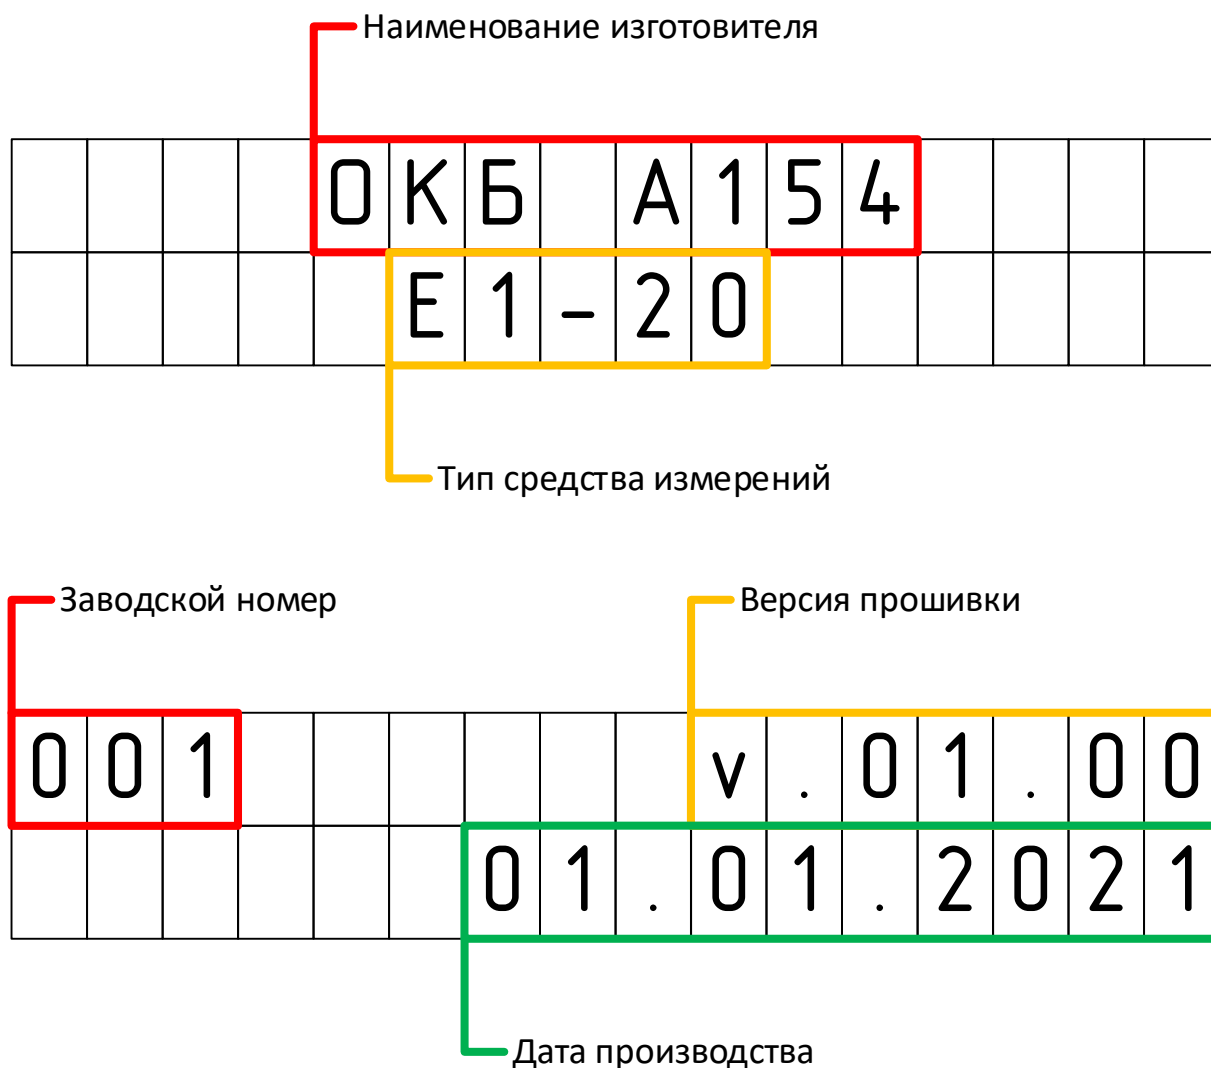 Наименование изготовителя
ОКБ А154
Е1-20
Тип средства измерений
Заводской номер
Версия прошивки
001 v.01.00
01.01.2021
Дата производства